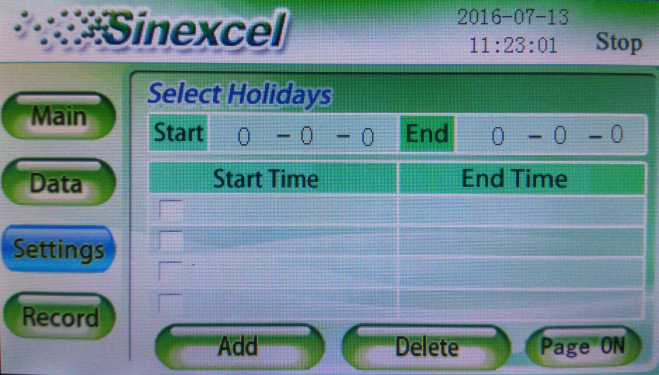 Sinexcel
2016-07-13
11:23:01 Stop
Main
Data
Settings
Record
Select Holidays
Start 0 - 0 - 0 End 0 - 0 - 0
Start Time End Time
Add Delete Page ON